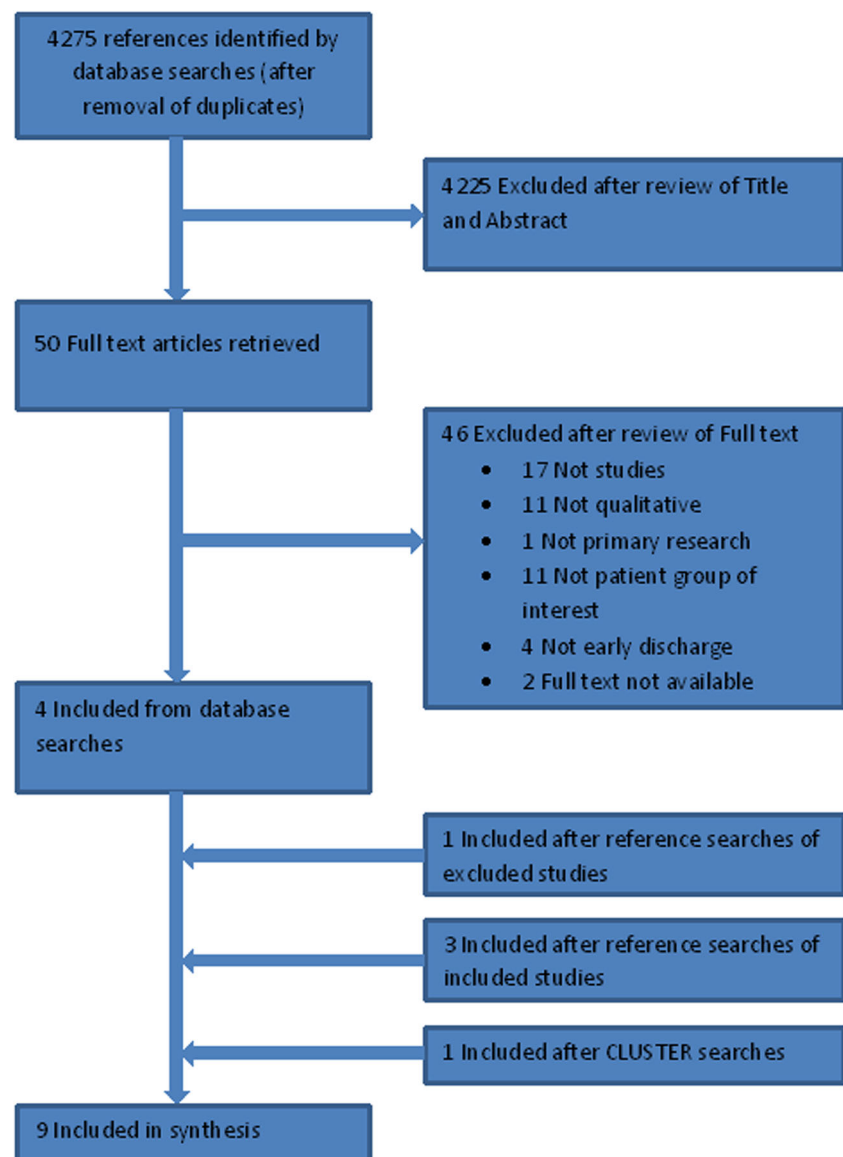 4275 references identified by
database searches (after
removal of duplicates)
4225 Excluded after review of Title
and Abstract
50 Full text articles retrieved
46 Excluded after review of Full text
• 17 Not studies
• 11 Not qualitative
• 1 Not primary research
• 11 Not patient group of
interest
• 4 Not early discharge
• 2 Full text not available
4 Included from database
searches
1 Included after reference searches of
excluded studies
3 Included after reference searches of
included studies
1 Included after CLUSTER searches
9 Included in synthesis